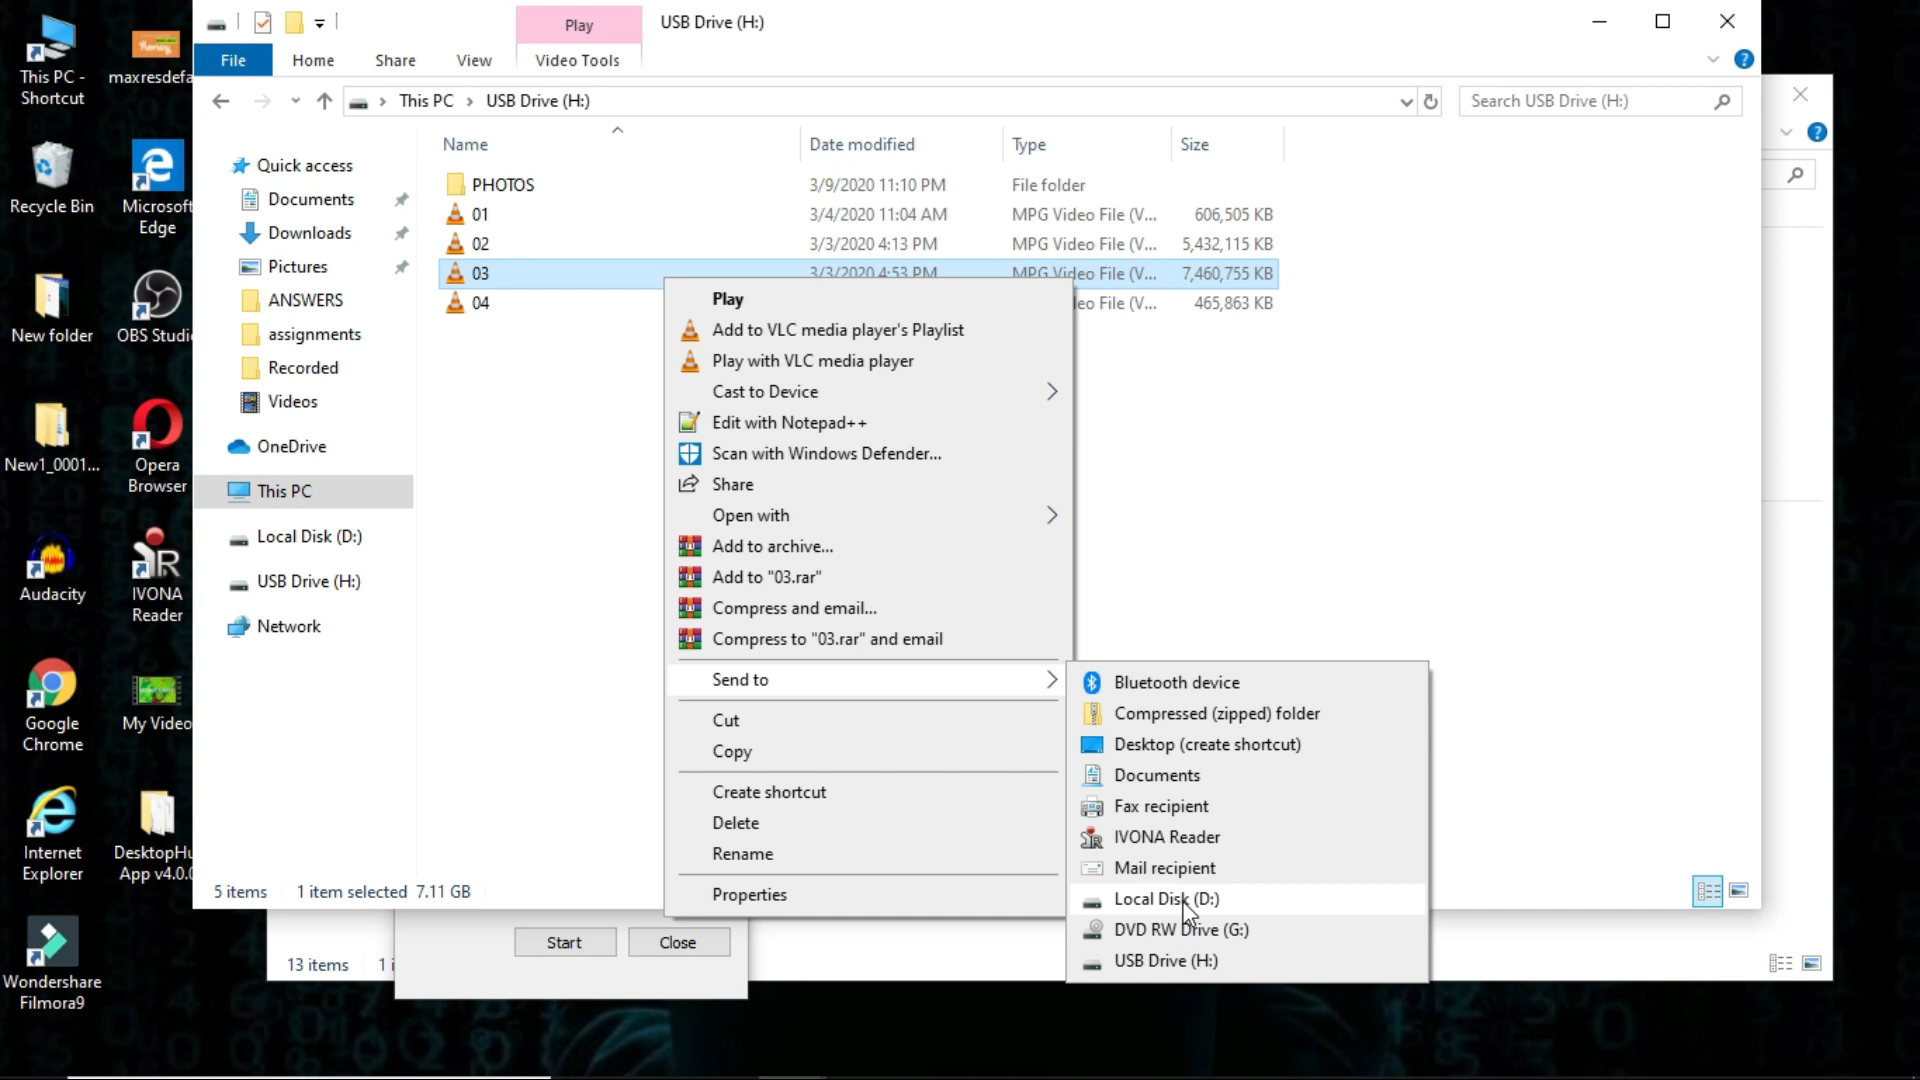 This PC -
Shortcut
maxresdefa
Recycle Bin
Microsoft
Edge
New folder
OBS Studi
New1_0001...
Opera
Browser
Audacity
IVONA
Reader
Google
Chrome
My Video
Internet
Explorer
DesktopHu
App v4.0.0
Wondershare
Filmora9
Play
USB Drive (H:)
File
Home
Share
View
Video Tools
This PC
USB Drive (H:)
Search USB Drive (H:)
Quick access
Documents
Downloads
Pictures
ANSWERS
assignments
Recorded
Videos
OneDrive
This PC
Local Disk (D:)
USB Drive (H:)
Network
Name Date modified Type Size
PHOTOS 3/9/2020 11:10 PM File folder
01 3/4/2020 11:04 AM MPG Video File (V... 606,505 KB
02 3/3/2020 4:13 PM MPG Video File (V... 5,432,115 KB
03 3/3/2020 4:53 PM MPG Video File (V... 7,460,755 KB
04 eo File (V... 465,863 KB
Play
Add to VLC media player's Playlist
Play with VLC media player
Cast to Device
Edit with Notepad++
Scan with Windows Defender...
Share
Open with
Add to archive...
Add to "03.rar"
Compress and email...
Compress to "03.rar" and email
Send to
Cut
Copy
Create shortcut
Delete
Rename
Properties
Bluetooth device
Compressed (zipped) folder
Desktop (create shortcut)
Documents
Fax recipient
IVONA Reader
Mail recipient
Local Disk (D:)
DVD RW Drive (G:)
USB Drive (H:)
5 items 1 item selected 7.11 GB
Start Close
13 items 1 i